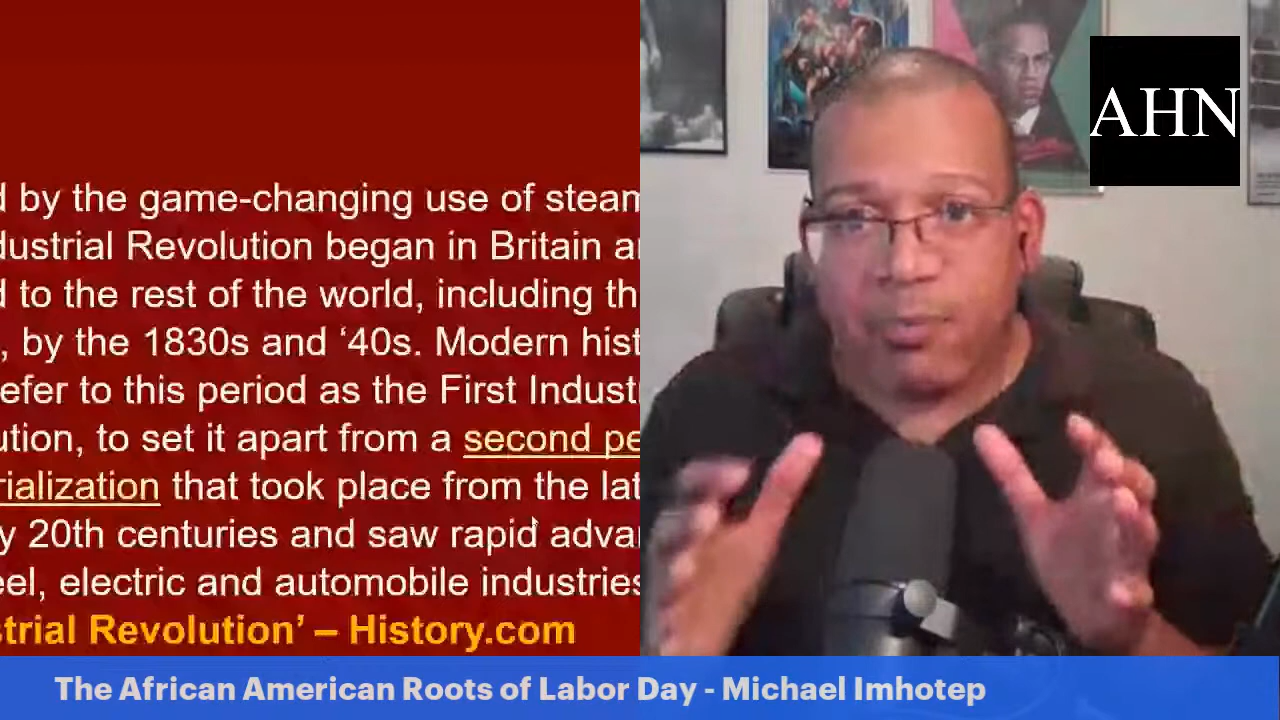 d by the game-changing use of steam
dustrial Revolution began in Britain a
d to the rest of the world, including th
, by the 1830s and ‘40s. Modern hist
efer to this period as the First Indust
ution, to set it apart from a second pe
rialization that took place from the lat
y 20th centuries and saw rapid adva
eel, electric and automobile industries
strial Revolution’ – History.com
AHN
The African American Roots of Labor Day - Michael Imhotep